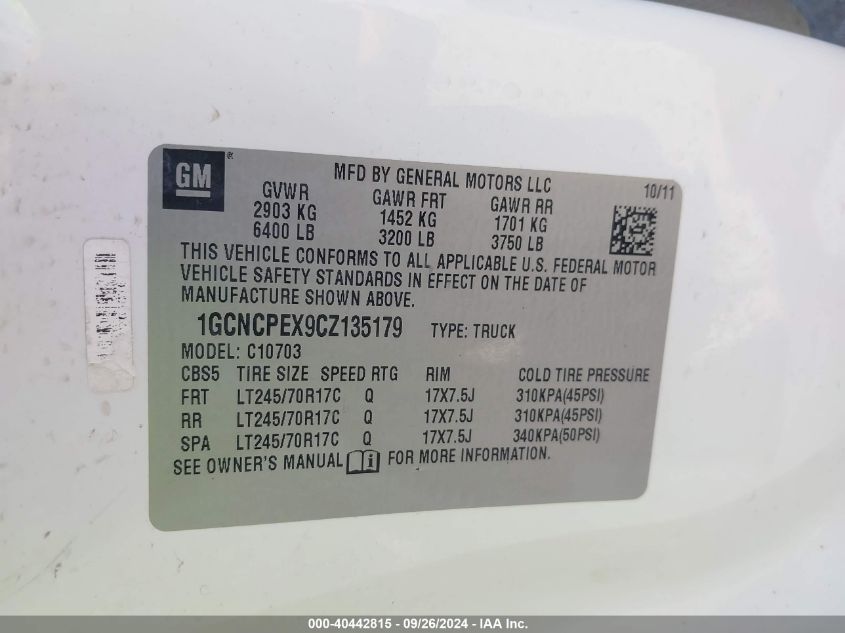 GM
MFD BY GENERAL MOTORS LLC
10/11
GVWR GAWR FRT GAWR RR
2903 KG 1452 KG 1701 KG
6400 LB 3200 LB 3750 LB
THIS VEHICLE CONFORMS TO ALL APPLICABLE U.S. FEDERAL MOTOR
VEHICLE SAFETY STANDARDS IN EFFECT ON THE DATE OF
MANUFACTURE SHOWN ABOVE.
1GCNCPEX9CZ135179 TYPE: TRUCK
MODEL: C10703
CBS5 TIRE SIZE SPEED RTG RIM COLD TIRE PRESSURE
FRT LT245/70R17C Q 17X7.5J 310KPA(45PSI)
RR LT245/70R17C Q 17X7.5J 310KPA(45PSI)
SPA LT245/70R17C Q 17X7.5J 340KPA(50PSI)
SEE OWNER'S MANUAL FOR MORE INFORMATION.
000-40442815 - 09/26/2024 - IAA Inc.